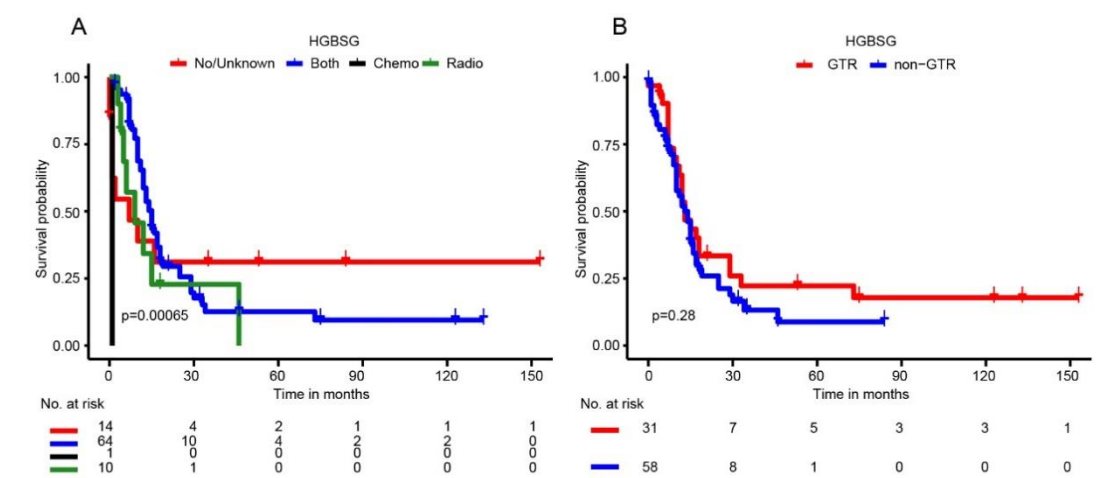 A
HGBSG
No/Unknown Both Chemo Radio
Survival probability
1.00
0.75
0.50
0.25
0.00
p=0.00065
0 30 60 90 120 150
Time in months
No. at risk
14 4 2 1 1 1
64 10 4 2 2 0
1 0 0 0 0 0
10 1 0 0 0 0
B
HGBSG
GTR non-GTR
Survival probability
1.00
0.75
0.50
0.25
0.00
p=0.28
0 30 60 90 120 150
Time in months
No. at risk
31 7 5 3 3 1
58 8 1 0 0 0